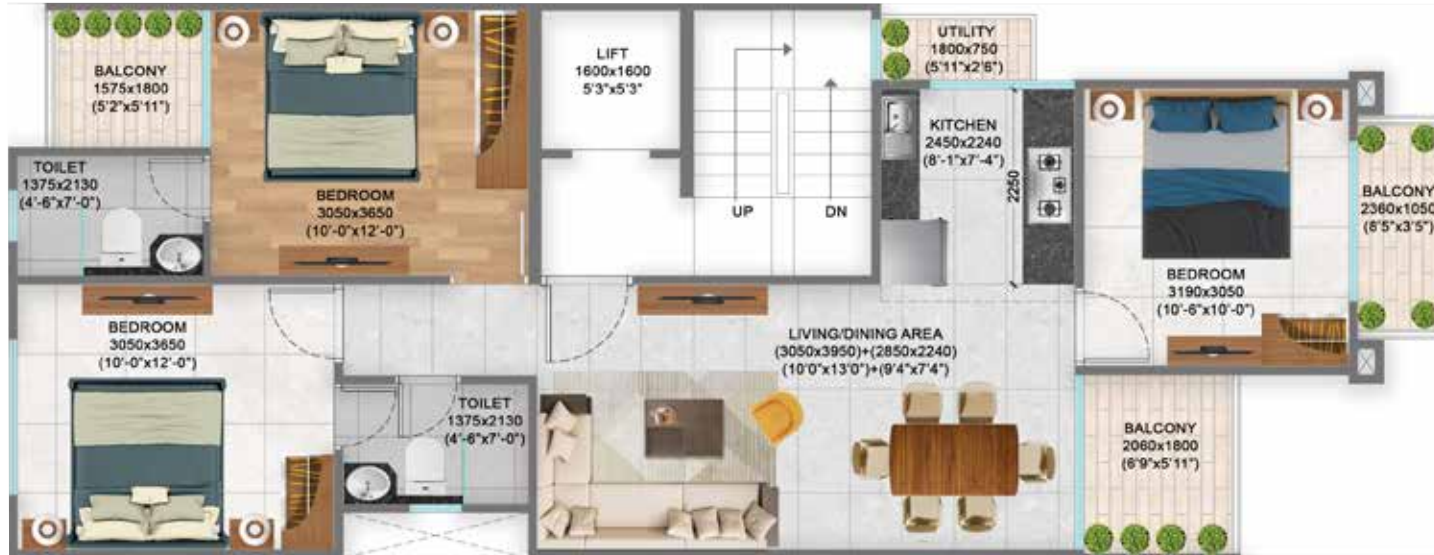 BALCONY
1575x1800
(5'2"x5'11")
LIFT
1600x1600
5'3"x5'3"
UTILITY
1800x750
(5'11"x2'6")
KITCHEN
2450x2240
(8'-1"x7'-4")
2250
TOILET
1375x2130
(4'-6"x7'-0")
BEDROOM
3050x3650
(10'-0"x12'-0")
UP
DN
BALCONY
2360x1050
(8'5"x3'5")
BEDROOM
3190x3050
(10'-6"x10'-0")
BEDROOM
3050x3650
(10'-0"x12'-0")
LIVING/DINING AREA
(3050x3950)+(2850x2240)
(10'0"x13'0")+(9'4"x7'4")
TOILET
1375x2130
(4'-6"x7'-0")
BALCONY
2060x1800
(6'9"x5'11")